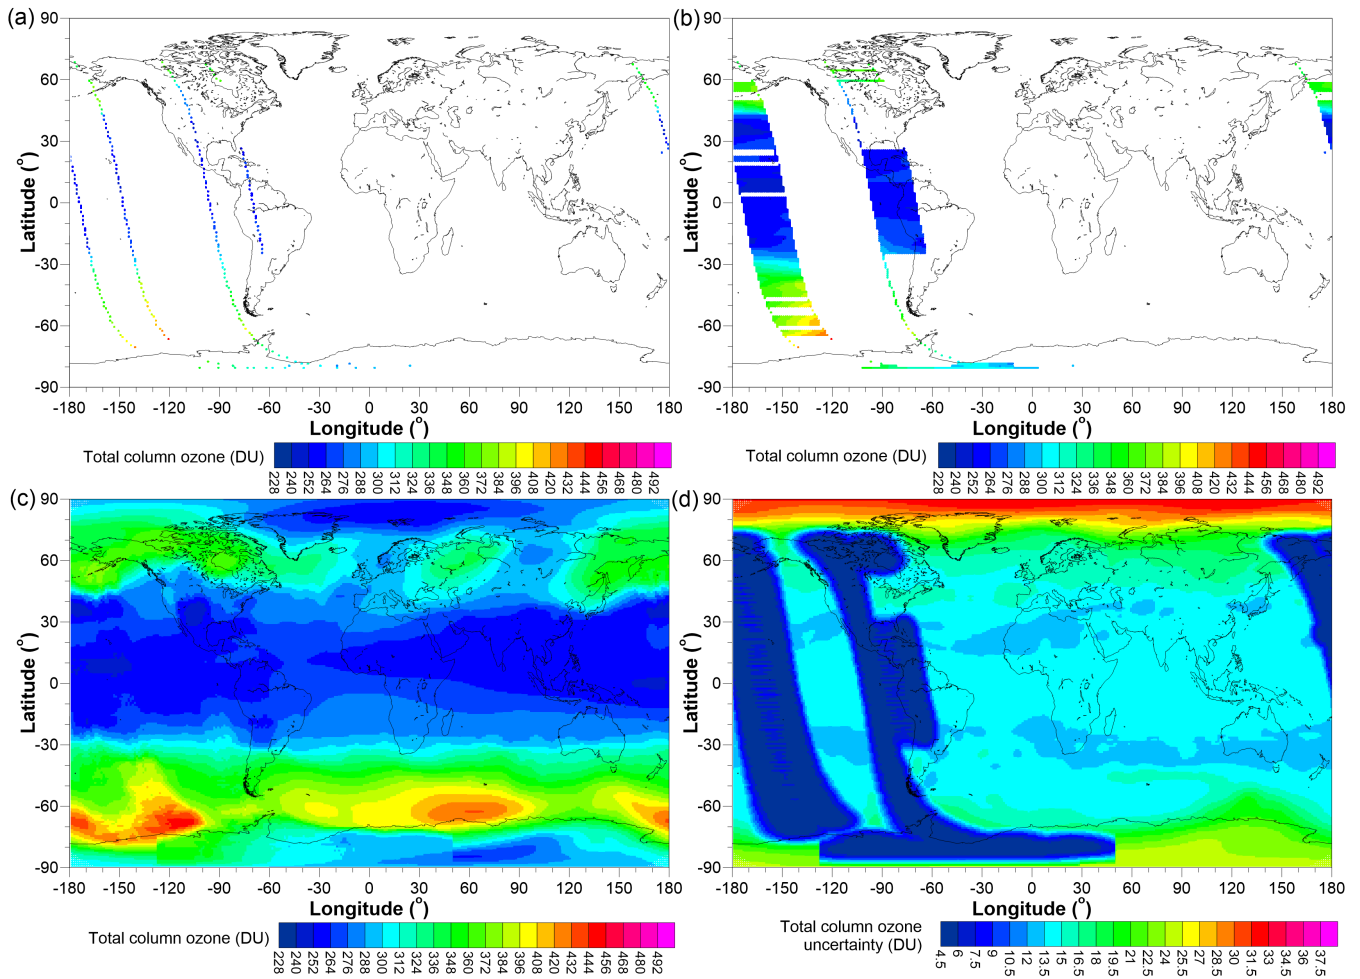 (a)
90
60
30
0
-30
-60
-90
Latitude (o)
-180 -150 -120 -90 -60 -30 0 30 60 90 120 150 180
Longitude (o)
Total column ozone (DU)
228 240 252 264 276 288 300 312 324 336 348 360 372 384 396 408 420 432 444 456 468 480 492
(b)
90
60
30
0
-30
-60
-90
Latitude (o)
-180 -150 -120 -90 -60 -30 0 30 60 90 120 150 180
Longitude (o)
Total column ozone (DU)
228 240 252 264 276 288 300 312 324 336 348 360 372 384 396 408 420 432 444 456 468 480 492
(c)
90
60
30
0
-30
-60
-90
Latitude (o)
-180 -150 -120 -90 -60 -30 0 30 60 90 120 150 180
Longitude (o)
Total column ozone (DU)
228 240 252 264 276 288 300 312 324 336 348 360 372 384 396 408 420 432 444 456 468 480 492
(d)
90
60
30
0
-30
-60
-90
Latitude (o)
-180 -150 -120 -90 -60 -30 0 30 60 90 120 150 180
Longitude (o)
Total column ozone
uncertainty (DU)
4.5 6 7.5 9 10.5 12 13.5 15 16.5 18 19.5 21 22.5 24 25.5 27 28.5 30 31.5 33 34.5 36 37.5